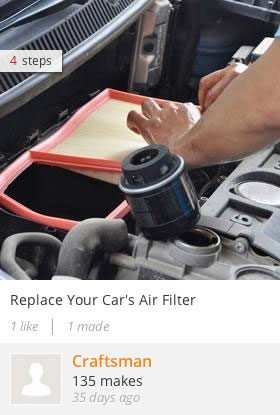 4 steps
Replace Your Car's Air Filter
1 like
1 made
Craftsman
135 makes
35 days ago